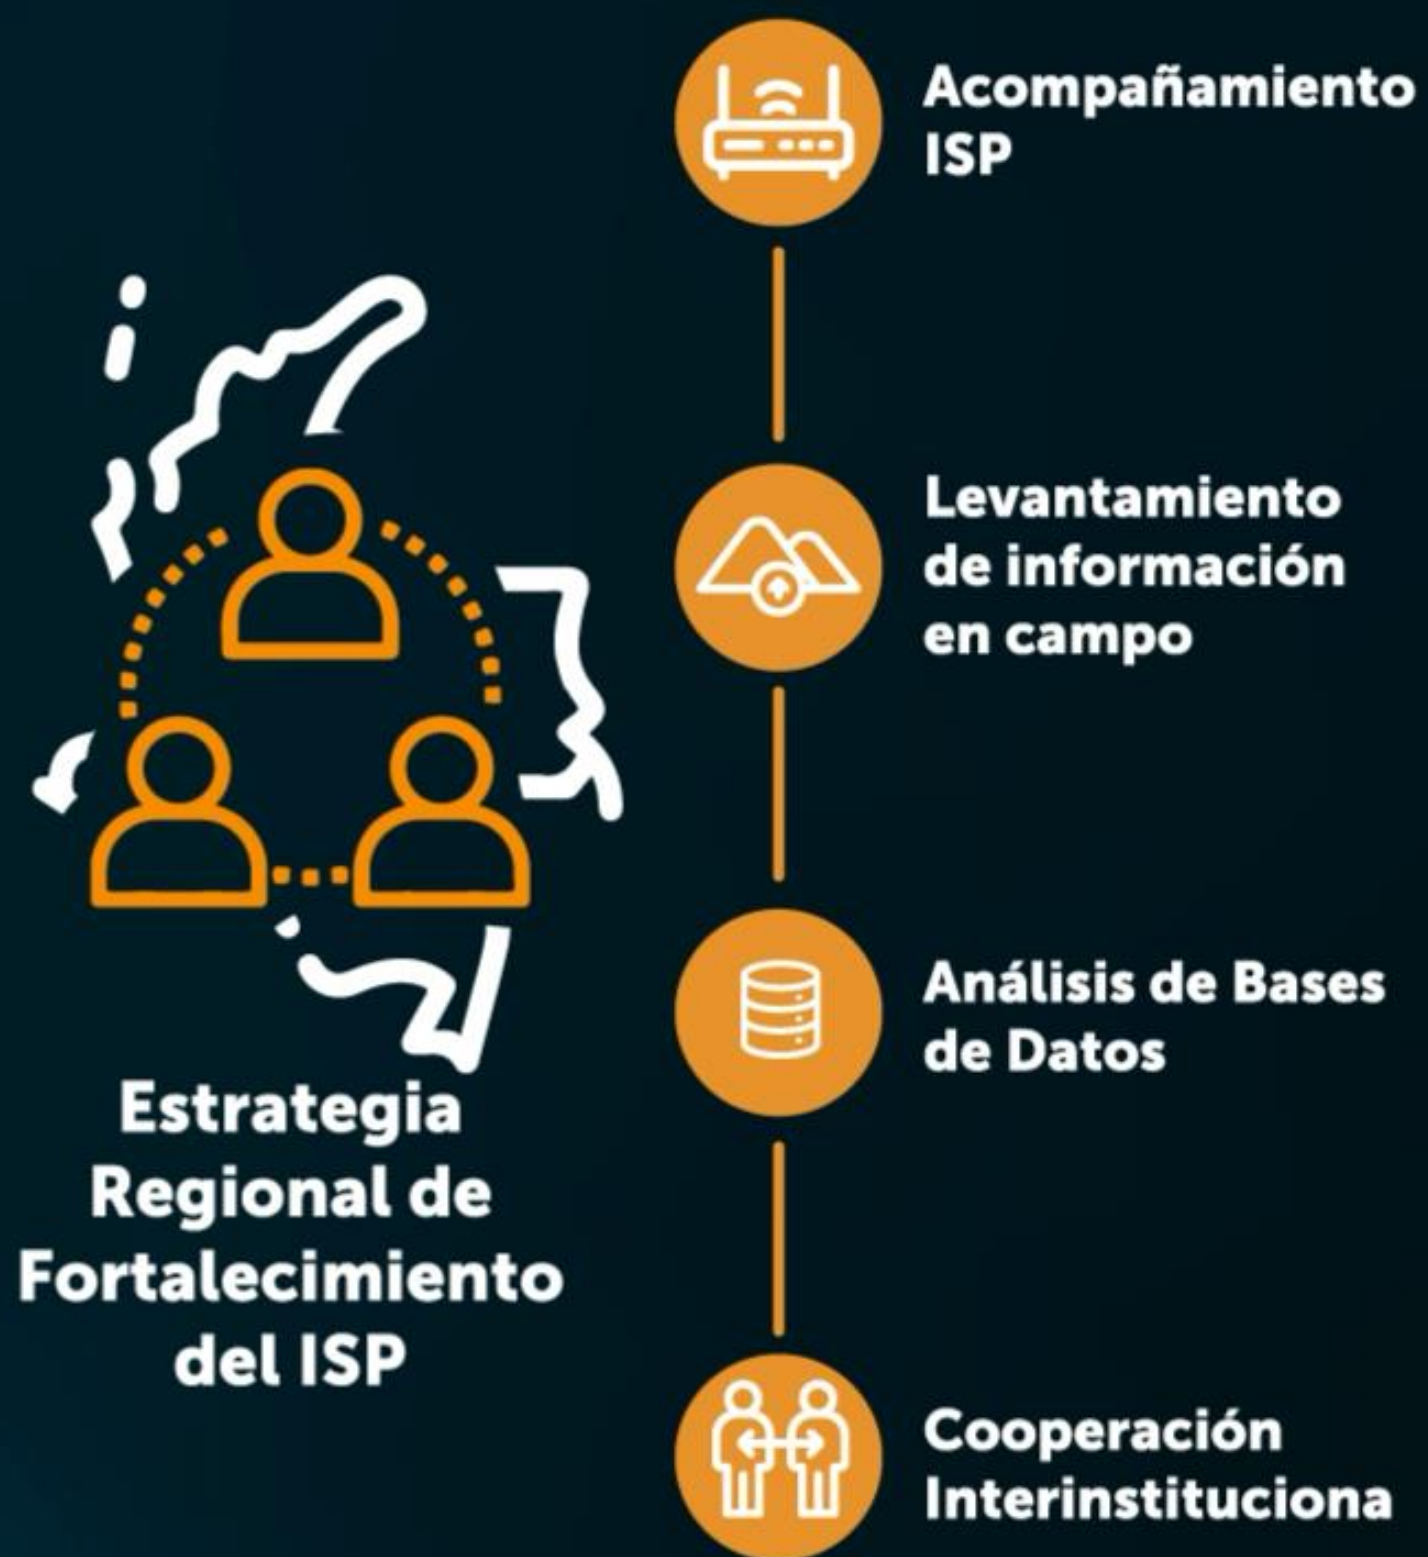 Acompañamiento
ISP
Levantamiento
de información
en campo
Análisis de Bases
de Datos
Cooperación
Interinstituciona
Estrategia
Regional de
Fortalecimiento
del ISP